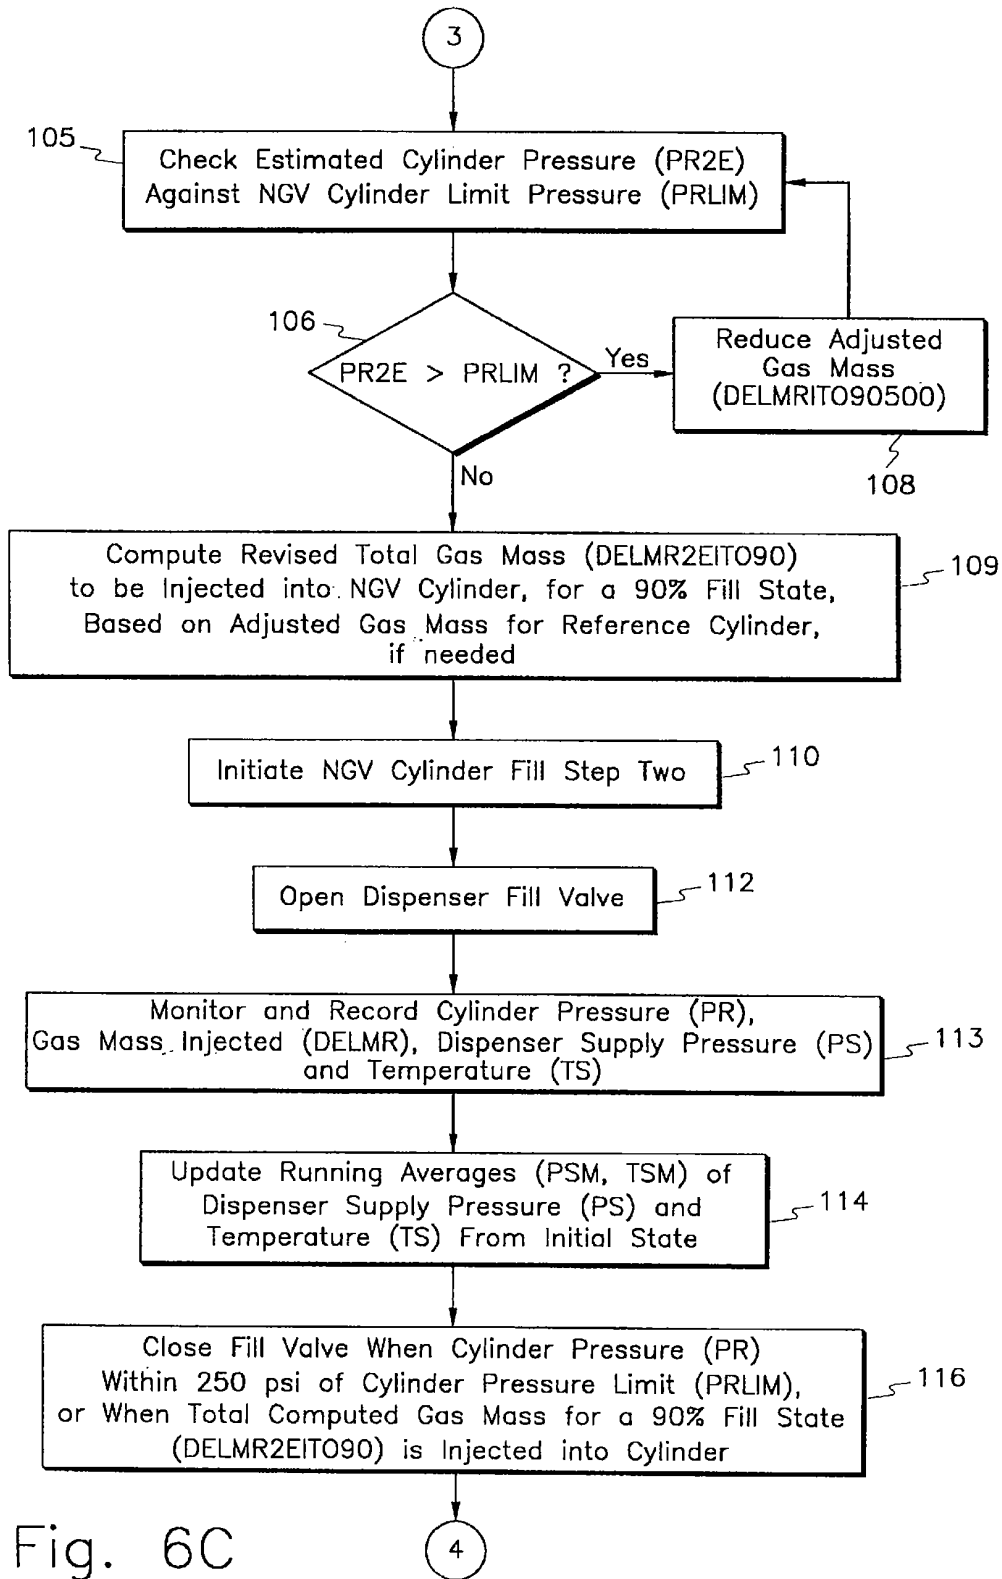 3
105
Check Estimated Cylinder Pressure (PR2E)
Against NGV Cylinder Limit Pressure (PRLIM)
106
PR2E > PRLIM ?
Yes
Reduce Adjusted
Gas Mass
(DELMRITO90500)
108
No
Compute Revised Total Gas Mass (DELMR2EITO90)
to be Injected into NGV Cylinder, for a 90% Fill State,
Based on Adjusted Gas Mass for Reference Cylinder,
if needed
109
Initiate NGV Cylinder Fill Step Two
110
Open Dispenser Fill Valve
112
Monitor and Record Cylinder Pressure (PR),
Gas Mass Injected (DELMR), Dispenser Supply Pressure (PS)
and Temperature (TS)
113
Update Running Averages (PSM, TSM) of
Dispenser Supply Pressure (PS) and
Temperature (TS) From Initial State
114
Close Fill Valve When Cylinder Pressure (PR)
Within 250 psi of Cylinder Pressure Limit (PRLIM),
or When Total Computed Gas Mass for a 90% Fill State
(DELMR2EITO90) is Injected into Cylinder
116
4
Fig. 6C